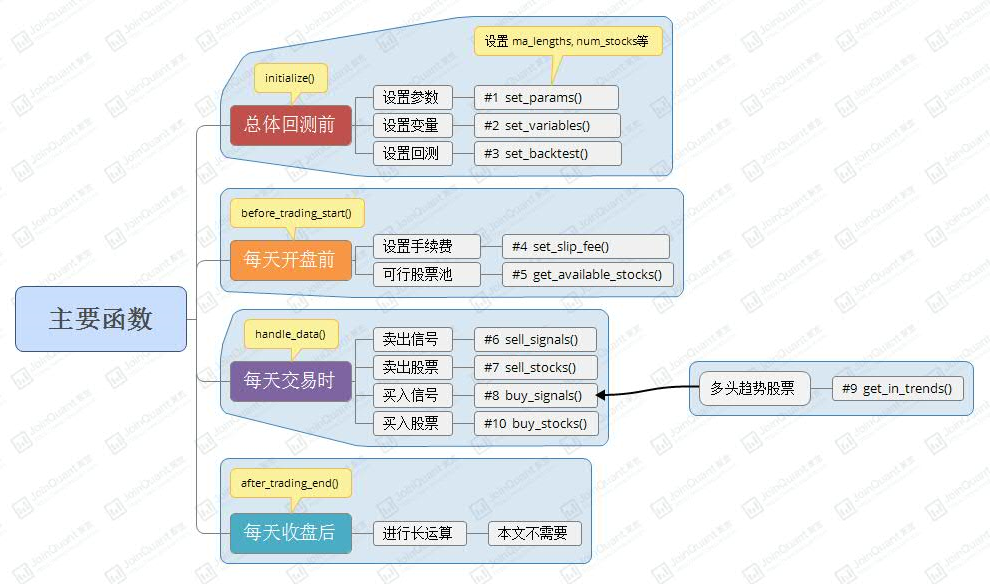 设置 ma_lengths, num_stocks等
initialize()
总体回测前
设置参数
#1 set_params()
设置变量
#2 set_variables()
设置回测
#3 set_backtest()
before_trading_start()
每天开盘前
设置手续费
#4 set_slip_fee()
可行股票池
#5 get_available_stocks()
主要函数
handle_data()
每天交易时
卖出信号
#6 sell_signals()
卖出股票
#7 sell_stocks()
买入信号
#8 buy_signals()
买入股票
#10 buy_stocks()
多头趋势股票
#9 get_in_trends()
after_trading_end()
每天收盘后
进行长运算
本文不需要
JoinQuant 聚宽